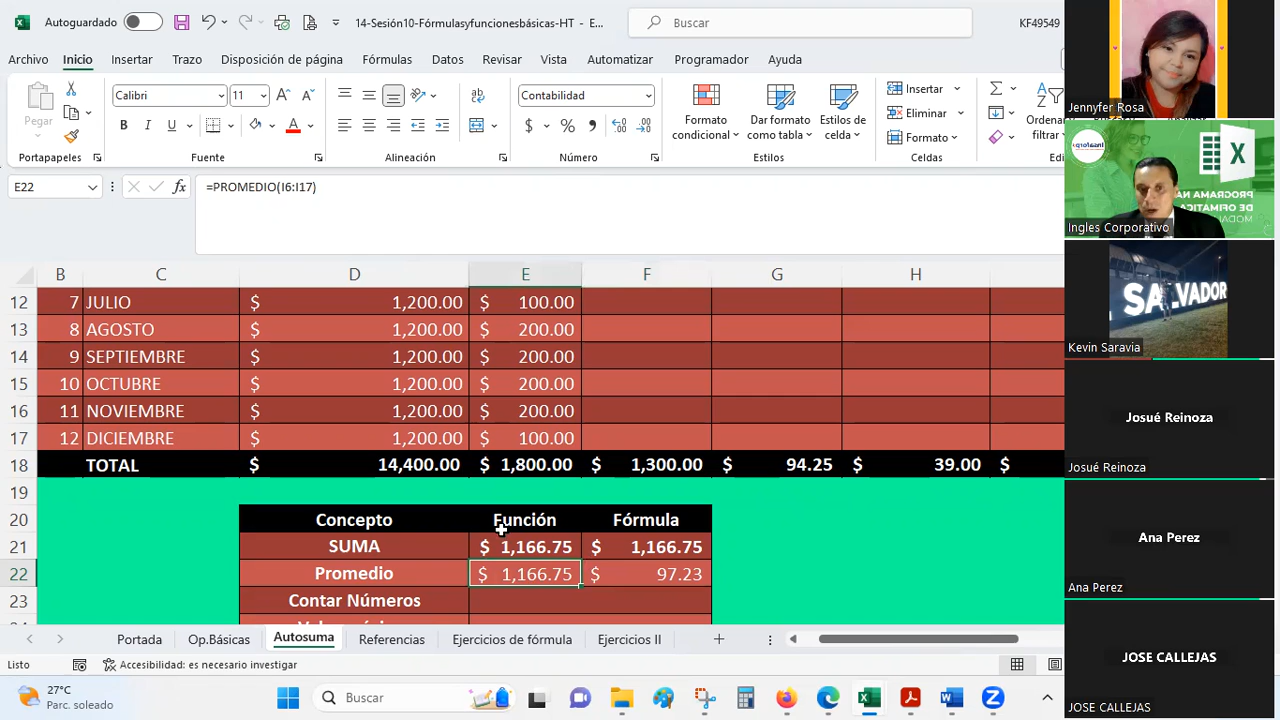 Autoguardado
14-Sesión10-Fórmulasyfuncionesbásicas-HT - E...
Buscar
KF49549
Archivo Inicio Insertar Trazo Disposición de página Fórmulas Datos Revisar Vista Automatizar Programador Ayuda
Pegar
Calibri 11
N K S
Contabilidad
$ %
Formato condicional
Dar formato como tabla
Estilos de celda
Insertar
Eliminar
Formato
Ordenar
filtrar
Portapapeles Fuente Alineación Número Estilos Celdas
E22
fx
=PROMEDIO(I6:I17)
B C D E F G H
12 7 JULIO $ 1,200.00 $ 100.00
13 8 AGOSTO $ 1,200.00 $ 200.00
14 9 SEPTIEMBRE $ 1,200.00 $ 200.00
15 10 OCTUBRE $ 1,200.00 $ 200.00
16 11 NOVIEMBRE $ 1,200.00 $ 200.00
17 12 DICIEMBRE $ 1,200.00 $ 100.00
18 TOTAL $ 14,400.00 $ 1,800.00 $ 1,300.00 $ 94.25 $ 39.00 $
19
20 Concepto Función Fórmula
21 SUMA $ 1,166.75 $ 1,166.75
22 Promedio $ 1,166.75 $ 97.23
23 Contar Números
Portada Op.Básicas Autosuma Referencias Ejercicios de fórmula Ejercicios II
Listo
Accesibilidad: es necesario investigar
27°C
Parc. soleado
Buscar
Jennyfer Rosa
PROGRAMA NA
DE OFIMATICA
MODAL
Ingles Corporativo
SALVADOR
Kevin Saravia
Josué Reinoza
Josué Reinoza
Ana Perez
Ana Perez
JOSE CALLEJAS
JOSE CALLEJAS